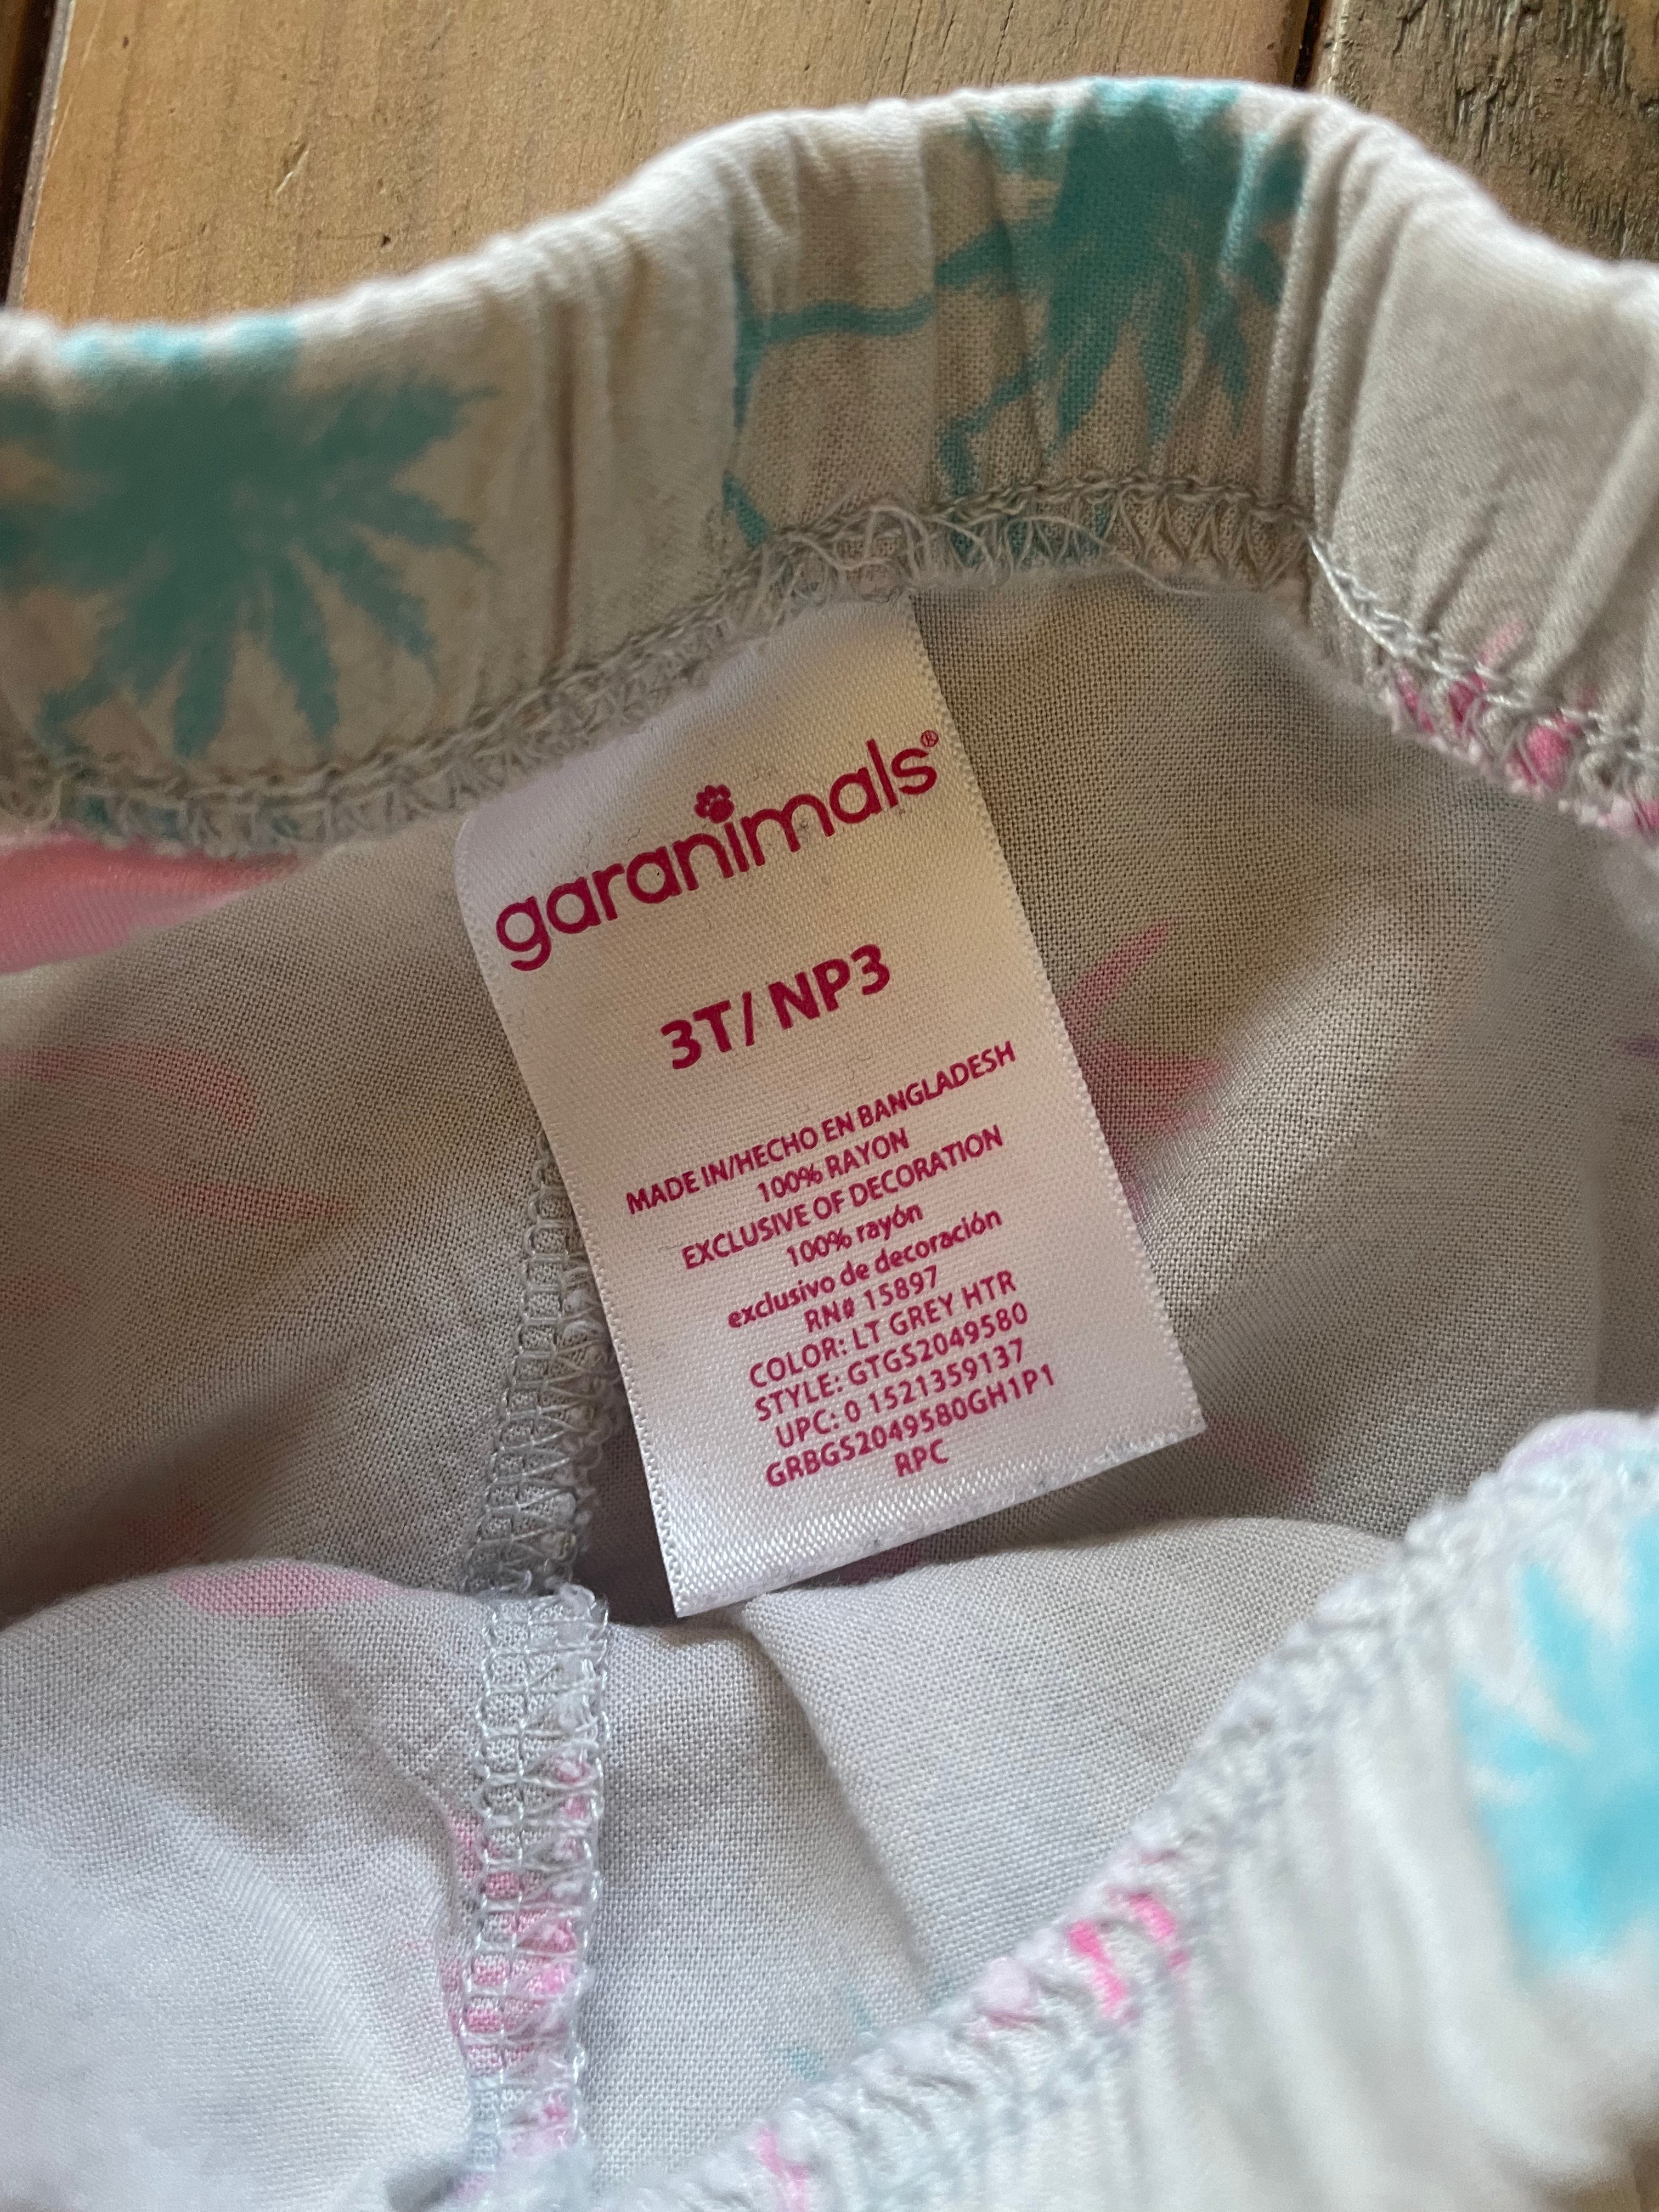 garanimals®
3T/ NP3
MADE IN/HECHO EN BANGLADESH
100% RAYON
EXCLUSIVE OF DECORATION
100% rayón
exclusivo de decoración
RN# 15897
COLOR: LT GREY HTR
STYLE: GTGS2049580
UPC: 0 1521359137
GRBGS2049580GH1P1
RPC